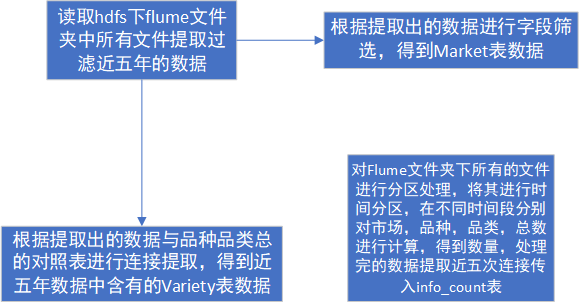 读取hdfs下flume文件
夹中所有文件提取过
滤近五年的数据
根据提取出的数据进行字段筛
选，得到Market表数据
对Flume文件夹下所有的文件
进行分区处理，将其进行时
间分区，在不同时间段分别
对市场，品种，品类，总数
进行计算，得到数量，处理
完的数据提取近五次连接传
入info_count表
根据提取出的数据与品种品类总
的对照表进行连接提取，得到近
五年数据中含有的Variety表数据